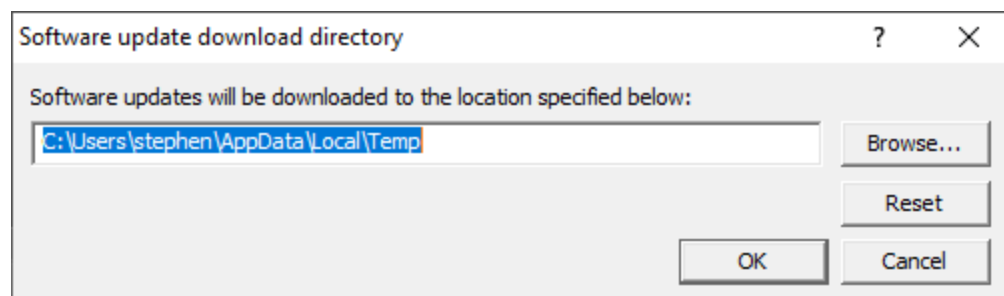 Software update download directory ?
Software updates will be downloaded to the location specified below:
C:\Users\stephen\AppData\Local\Temp
Browse...
Reset
OK
Cancel